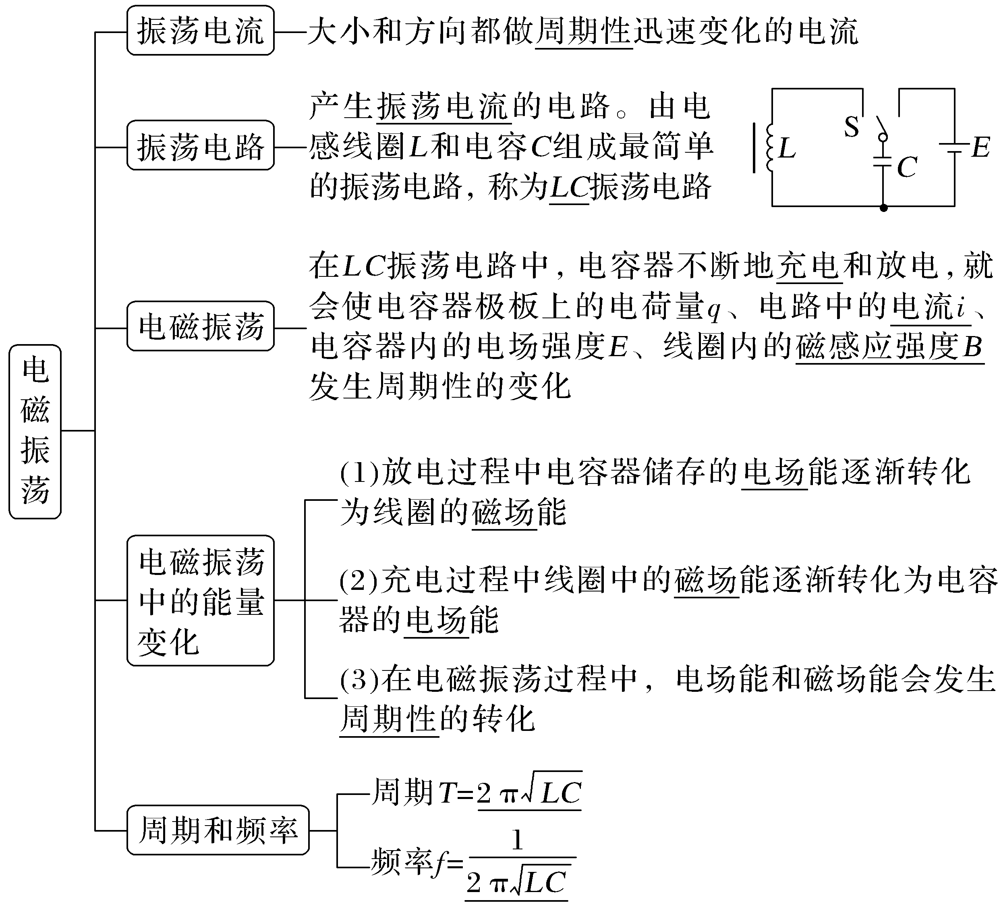 电磁振荡
振荡电流
大小和方向都做周期性迅速变化的电流
振荡电路
产生振荡电流的电路。由电
感线圈L和电容C组成最简单
的振荡电路，称为LC振荡电路
L
S
C
E
电磁振荡
在LC振荡电路中，电容器不断地充电和放电，就
会使电容器极板上的电荷量q、电路中的电流i、
电容器内的电场强度E、线圈内的磁感应强度B
发生周期性的变化
电磁振荡
中的能量
变化
(1)放电过程中电容器储存的电场能逐渐转化
为线圈的磁场能
(2)充电过程中线圈中的磁场能逐渐转化为电容
器的电场能
(3)在电磁振荡过程中，电场能和磁场能会发生
周期性的转化
周期和频率
周期T=2π√LC
频率f=1/2π√LC